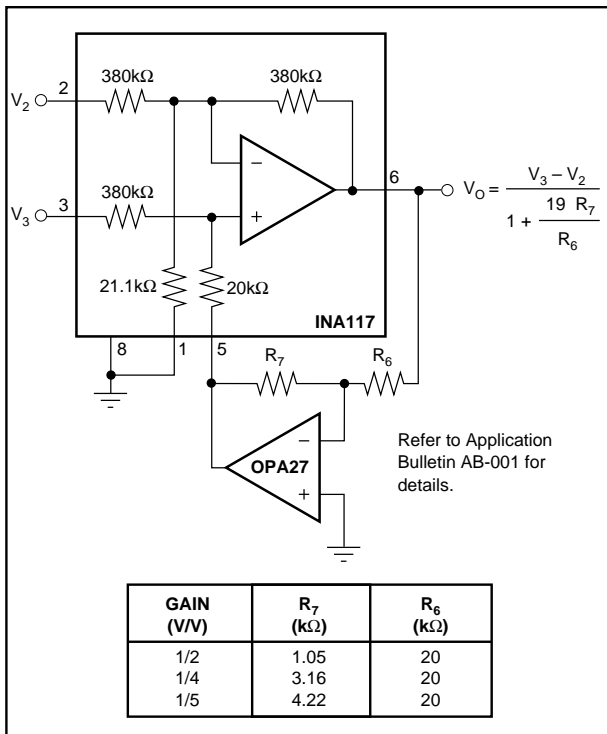 380kΩ 380kΩ
V2 2
6
VO = V3 – V2 / 1 + 19 R7 / R6
−
V3 3 380kΩ
+
21.1kΩ 20kΩ
INA117
8 1 5
R7 R6
−
OPA27
+
Refer to Application
Bulletin AB-001 for
details.
GAIN (V/V) R7 (kΩ) R6 (kΩ)
1/2 1.05 20
1/4 3.16 20
1/5 4.22 20